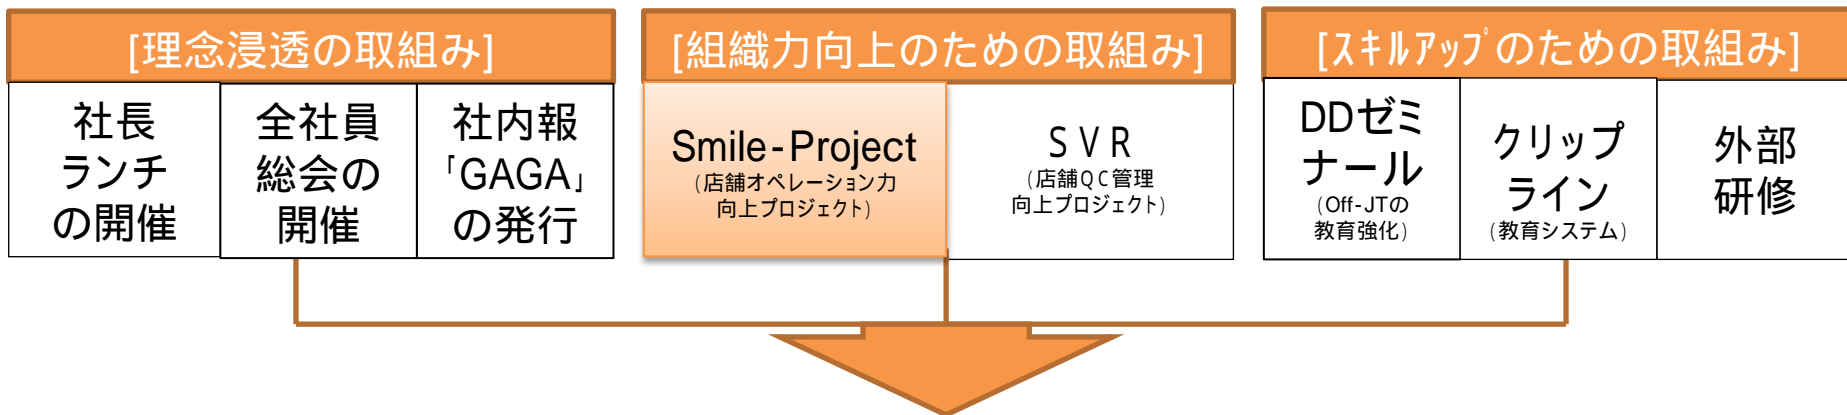 [理念浸透の取組み]
社長
ランチ
の開催
全社員
総会の
開催
社内報
「GAGA」
の発行
[組織力向上のための取組み]
Smile-Project
(店舗オペレーション力
向上プロジェクト)
SVR
(店舗QC管理
向上プロジェクト)
[スキルアップのための取組み]
DDゼミ
ナール
(Off-JTの
教育強化)
クリップ
ライン
(教育システム)
外部
研修